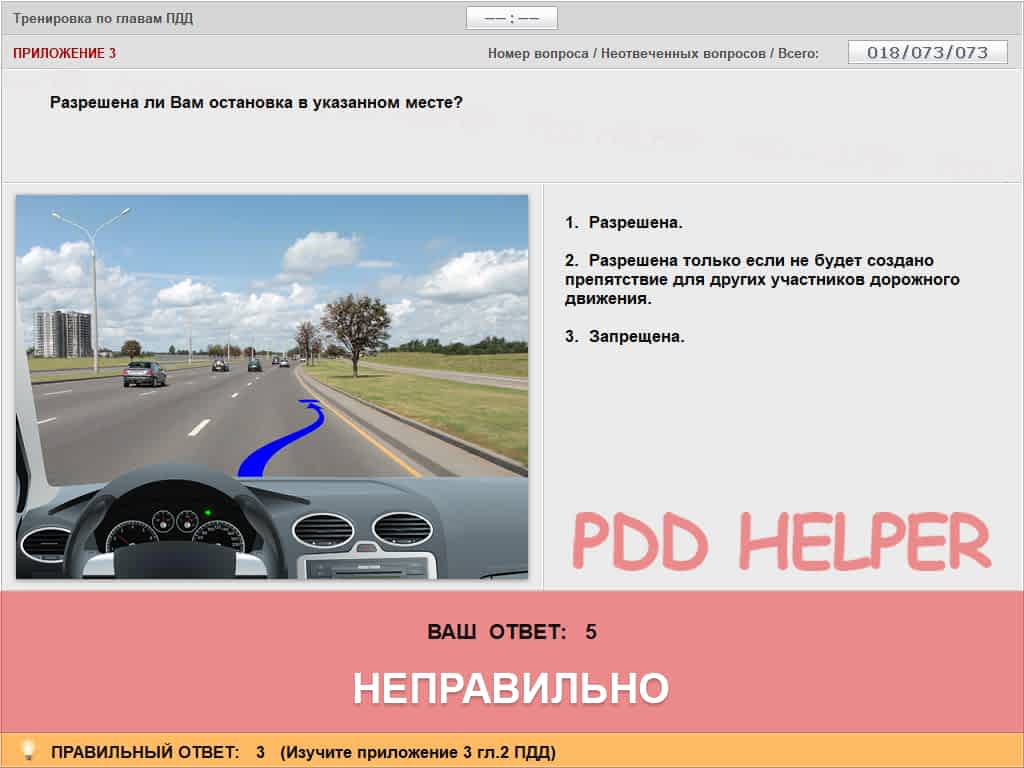 Тренировка по главам ПДД
–– : ––
ПРИЛОЖЕНИЕ 3
Номер вопроса / Неотвеченных вопросов / Всего:
018/073/073
Разрешена ли Вам остановка в указанном месте?
1. Разрешена.
2. Разрешена только если не будет создано
препятствие для других участников дорожного
движения.
3. Запрещена.
PDD HELPER
ВАШ ОТВЕТ: 5
НЕПРАВИЛЬНО
ПРАВИЛЬНЫЙ ОТВЕТ: 3 (Изучите приложение 3 гл.2 ПДД)